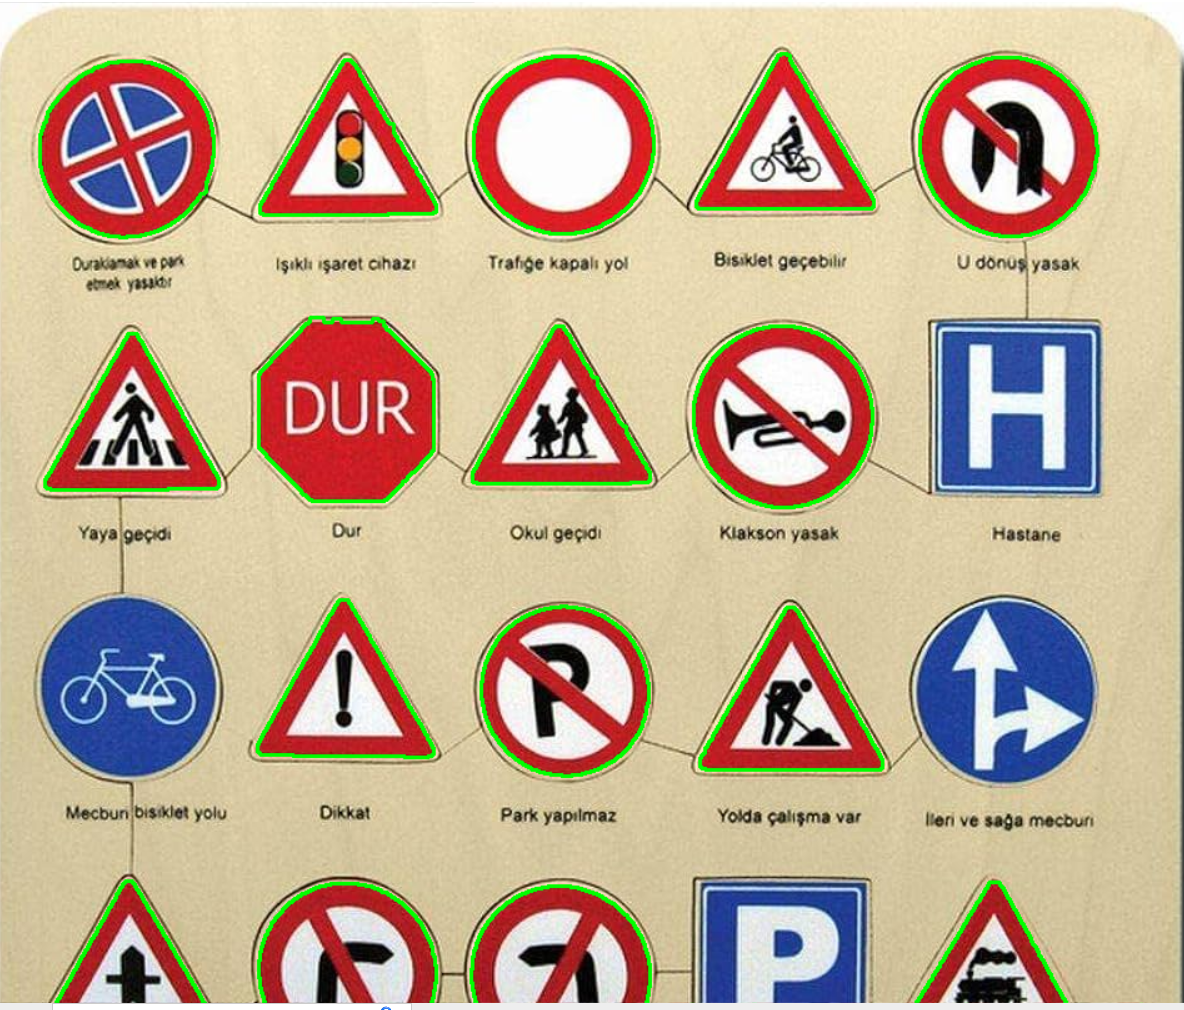 Duraklamak ve park
etmek yasaktır
Işıklı işaret cihazı
Trafiğe kapalı yol
Bisiklet geçebilir
U dönüş yasak
DUR
H
Yaya geçidi
Dur
Okul geçidi
Klakson yasak
Hastane
P
Mecburi bisiklet yolu
Dikkat
Park yapılmaz
Yolda çalışma var
İleri ve sağa mecburi
P